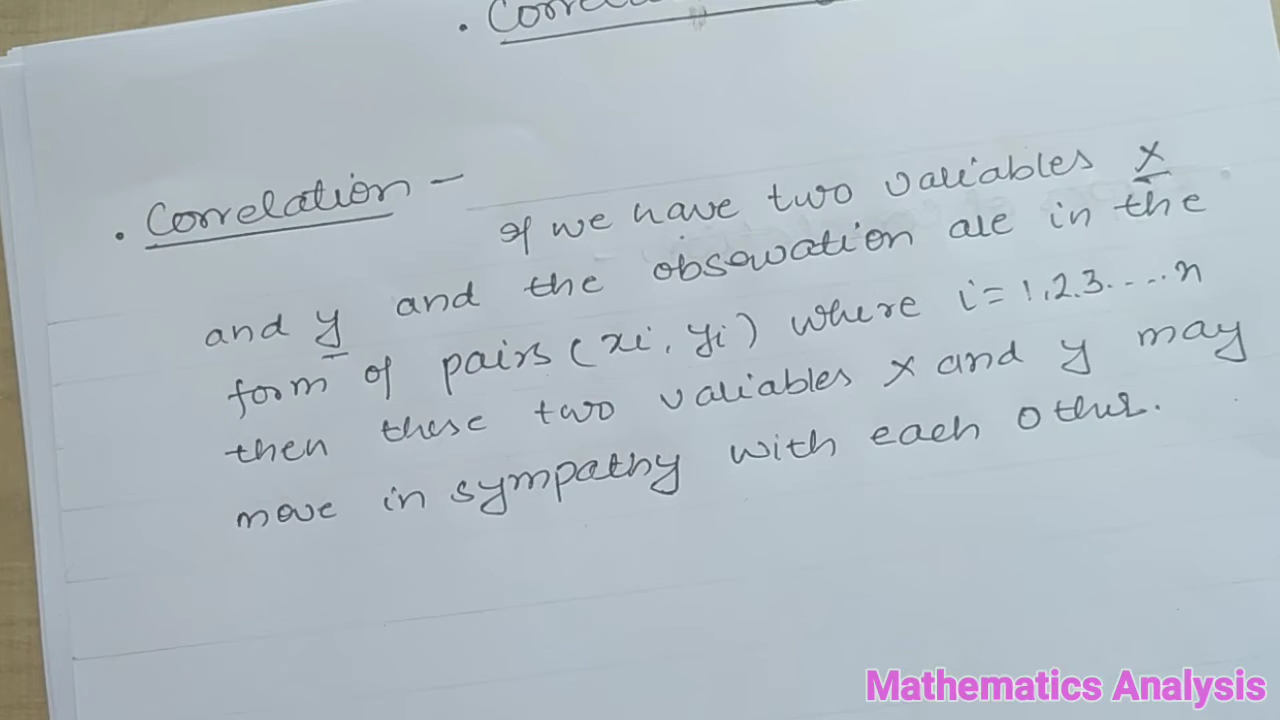 • Correlation -
If we have two variables x
and y and the observation are in the
form of pairs (xi, yi) where i = 1,2,3....n
then these two variables x and y may
move in sympathy with each other.
Mathematics Analysis